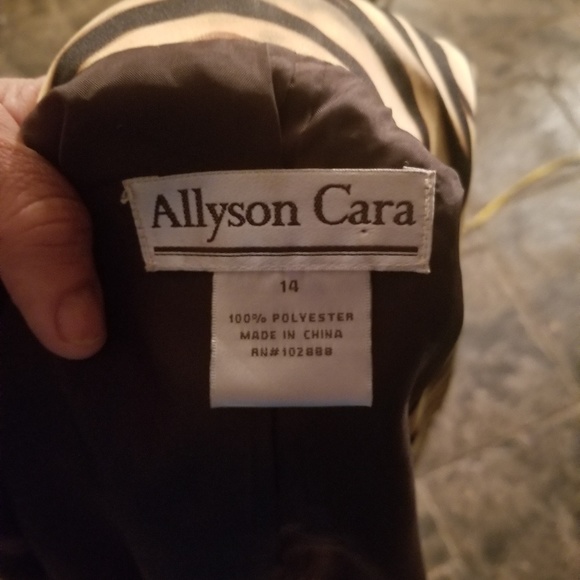 Allyson Cara
14
100% POLYESTER
MADE IN CHINA
RN#102888